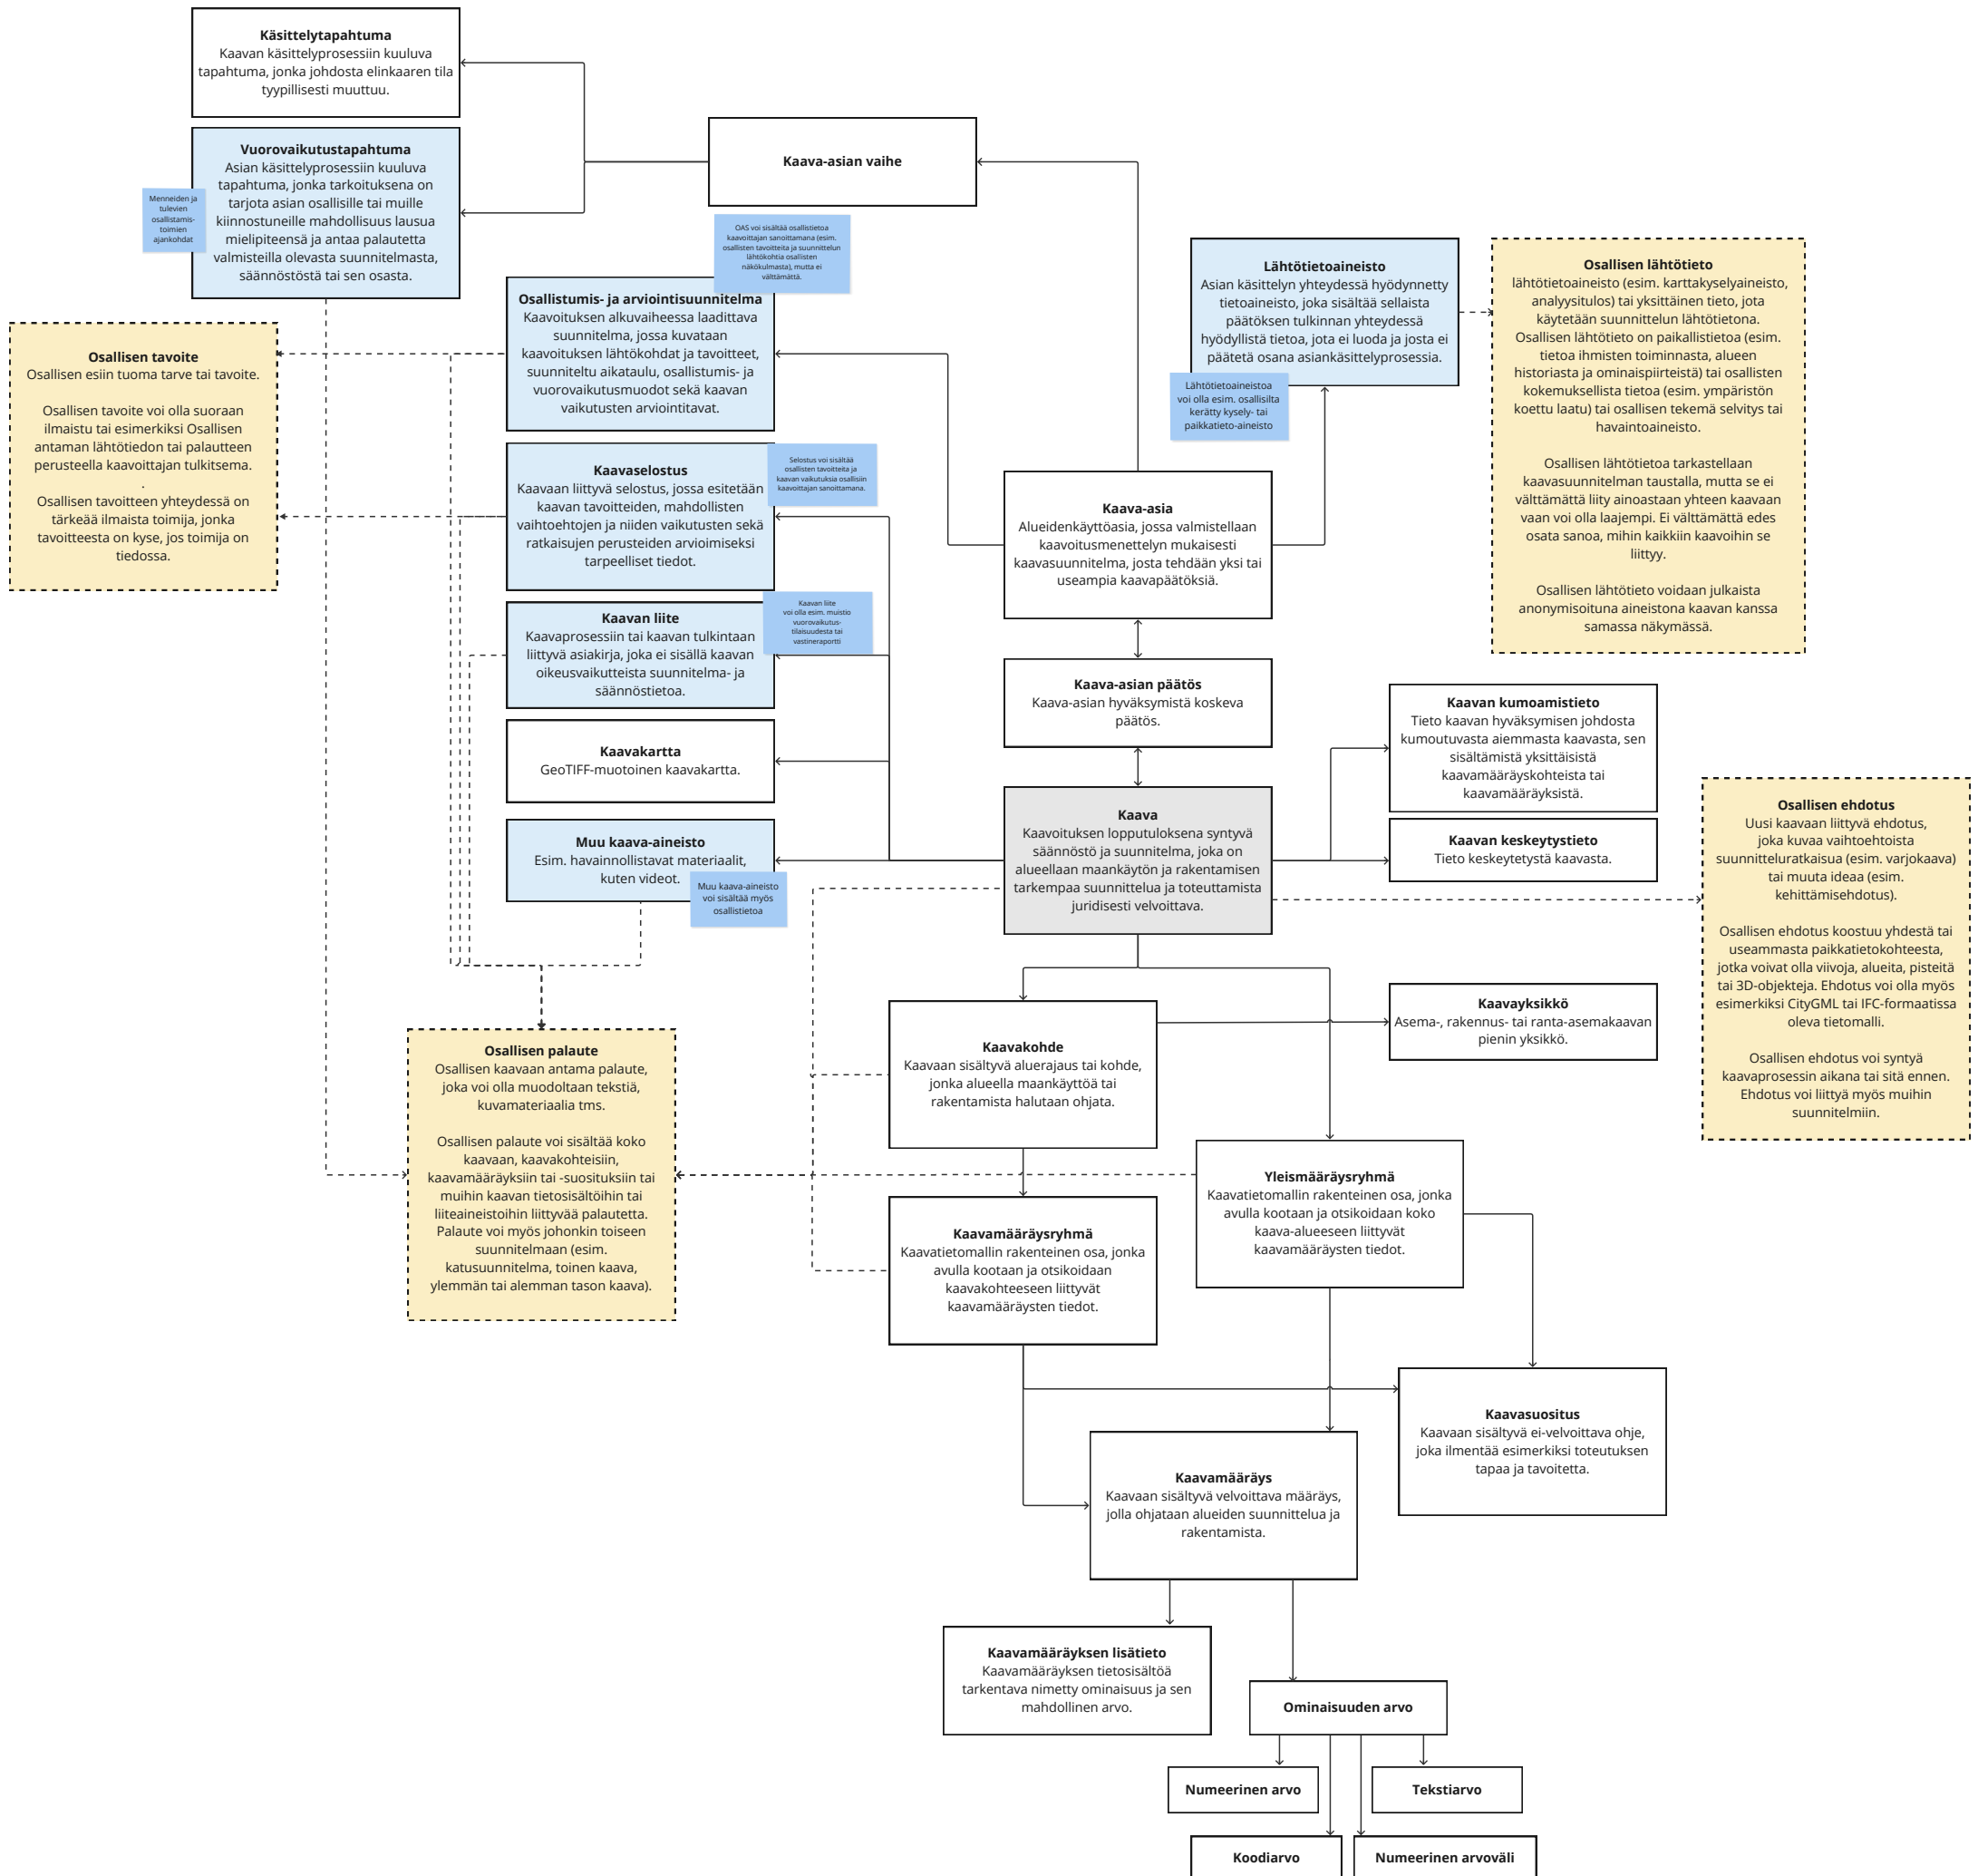 Käsittelytapahtuma
Kaavan käsittelyprosessiin kuuluva
tapahtuma, jonka johdosta elinkaaren tila
tyypillisesti muuttuu.
Vuorovaikutustapahtuma
Asian käsittelyprosessiin kuuluva
tapahtuma, jonka tarkoituksena on
tarjota asian osallisille tai muille
kiinnostuneille mahdollisuus lausua
mielipiteensä ja antaa palautetta
valmisteilla olevasta suunnitelmasta,
säännöstöstä tai sen osasta.
Menneiden ja
tulevien
osallistamis-
toimien
ajankohdat
Kaava-asian vaihe
OAS voi sisältää osallistietoa
kaavoittajan sanoittamana (esim.
osallisten tavoitteita ja suunnittelun
lähtökohtia osallisten
näkökulmasta), mutta ei
välttämättä.
Osallistumis- ja arviointisuunnitelma
Kaavoituksen alkuvaiheessa laadittava
suunnitelma, jossa kuvataan
kaavoituksen lähtökohdat ja tavoitteet,
suunniteltu aikataulu, osallistumis- ja
vuorovaikutusmuodot sekä kaavan
vaikutusten arviointitavat.
Lähtötietoaineisto
Asian käsittelyn yhteydessä hyödynnetty
tietoaineisto, joka sisältää sellaista
päätöksen tulkinnan yhteydessä
hyödyllistä tietoa, jota ei luoda ja josta ei
päätetä osana asiankäsittelyprosessia.
Lähtötietoaineistoa
voi olla esim. osallisilta
kerätty kysely- tai
paikkatieto-aineisto
Osallisen lähtötieto
lähtötietoaineisto (esim. karttakyselyaineisto,
analyysitulos) tai yksittäinen tieto, jota
käytetään suunnittelun lähtötietona.
Osallisen lähtötieto on paikallistietoa (esim.
tietoa ihmisten toiminnasta, alueen
historiasta ja ominaispiirteistä) tai osallisten
kokemuksellista tietoa (esim. ympäristön
koettu laatu) tai osallisen tekemä selvitys tai
havaintoaineisto.
Osallisen lähtötietoa tarkastellaan
kaavasuunnitelman taustalla, mutta se ei
välttämättä liity ainoastaan yhteen kaavaan
vaan voi olla laajempi. Ei välttämättä edes
osata sanoa, mihin kaikkiin kaavoihin se
liittyy.
Osallisen lähtötieto voidaan julkaista
anonymisoituna aineistona kaavan kanssa
samassa näkymässä.
Osallisen tavoite
Osallisen esiin tuoma tarve tai tavoite.
Osallisen tavoite voi olla suoraan
ilmaistu tai esimerkiksi Osallisen
antaman lähtötiedon tai palautteen
perusteella kaavoittajan tulkitsema.
.
Osallisen tavoitteen yhteydessä on
tärkeää ilmaista toimija, jonka
tavoitteesta on kyse, jos toimija on
tiedossa.
Kaavaselostus
Kaavaan liittyvä selostus, jossa esitetään
kaavan tavoitteiden, mahdollisten
vaihtoehtojen ja niiden vaikutusten sekä
ratkaisujen perusteiden arvioimiseksi
tarpeelliset tiedot.
Selostus voi sisältää
osallisten tavoitteita ja
kaavan vaikutuksia osallisiin
kaavoittajan sanoittamana.
Kaava-asia
Alueidenkäyttöasia, jossa valmistellaan
kaavoitusmenettelyn mukaisesti
kaavasuunnitelma, josta tehdään yksi tai
useampia kaavapäätöksiä.
Kaavan liite
Kaavaprosessiin tai kaavan tulkintaan
liittyvä asiakirja, joka ei sisällä kaavan
oikeusvaikutteista suunnitelma- ja
säännöstietoa.
Kaavan liite
voi olla esim. muistio
vuorovaikutus-
tilaisuudesta tai
vastineraportti
Kaava-asian päätös
Kaava-asian hyväksymistä koskeva
päätös.
Kaavakartta
GeoTIFF-muotoinen kaavakartta.
Kaavan kumoamistieto
Tieto kaavan hyväksymisen johdosta
kumoutuvasta aiemmasta kaavasta, sen
sisältämistä yksittäisistä
kaavamääräyskohteista tai
kaavamääräyksistä.
Muu kaava-aineisto
Esim. havainnollistavat materiaalit,
kuten videot.
Muu kaava-aineisto
voi sisältää myös
osallistietoa
Kaava
Kaavoituksen lopputuloksena syntyvä
säännöstö ja suunnitelma, joka on
alueellaan maankäytön ja rakentamisen
tarkempaa suunnittelua ja toteuttamista
juridisesti velvoittava.
Kaavan keskeytystieto
Tieto keskeytetystä kaavasta.
Osallisen ehdotus
Uusi kaavaan liittyvä ehdotus,
joka kuvaa vaihtoehtoista
suunnitteluratkaisua (esim. varjokaava)
tai muuta ideaa (esim.
kehittämisehdotus).
Osallisen ehdotus koostuu yhdestä tai
useammasta paikkatietokohteesta,
jotka voivat olla viivoja, alueita, pisteitä
tai 3D-objekteja. Ehdotus voi olla myös
esimerkiksi CityGML tai IFC-formaatissa
oleva tietomalli.
Osallisen ehdotus voi syntyä
kaavaprosessin aikana tai sitä ennen.
Ehdotus voi liittyä myös muihin
suunnitelmiin.
Kaavayksikkö
Asema-, rakennus- tai ranta-asemakaavan
pienin yksikkö.
Kaavakohde
Kaavaan sisältyvä aluerajaus tai kohde,
jonka alueella maankäyttöä tai
rakentamista halutaan ohjata.
Osallisen palaute
Osallisen kaavaan antama palaute,
joka voi olla muodoltaan tekstiä,
kuvamateriaalia tms.
Osallisen palaute voi sisältää koko
kaavaan, kaavakohteisiin,
kaavamääräyksiin tai -suosituksiin tai
muihin kaavan tietosisältöihin tai
liiteaineistoihin liittyvää palautetta.
Palaute voi myös johonkin toiseen
suunnitelmaan (esim.
katusuunnitelma, toinen kaava,
ylemmän tai alemman tason kaava).
Yleismääräysryhmä
Kaavatietomallin rakenteinen osa, jonka
avulla kootaan ja otsikoidaan koko
kaava-alueeseen liittyvät
kaavamääräysten tiedot.
Kaavamääräysryhmä
Kaavatietomallin rakenteinen osa, jonka
avulla kootaan ja otsikoidaan
kaavakohteeseen liittyvät
kaavamääräysten tiedot.
Kaavasuositus
Kaavaan sisältyvä ei-velvoittava ohje,
joka ilmentää esimerkiksi toteutuksen
tapaa ja tavoitetta.
Kaavamääräys
Kaavaan sisältyvä velvoittava määräys,
jolla ohjataan alueiden suunnittelua ja
rakentamista.
Kaavamääräyksen lisätieto
Kaavamääräyksen tietosisältöä
tarkentava nimetty ominaisuus ja sen
mahdollinen arvo.
Ominaisuuden arvo
Numeerinen arvo
Tekstiarvo
Koodiarvo
Numeerinen arvoväli